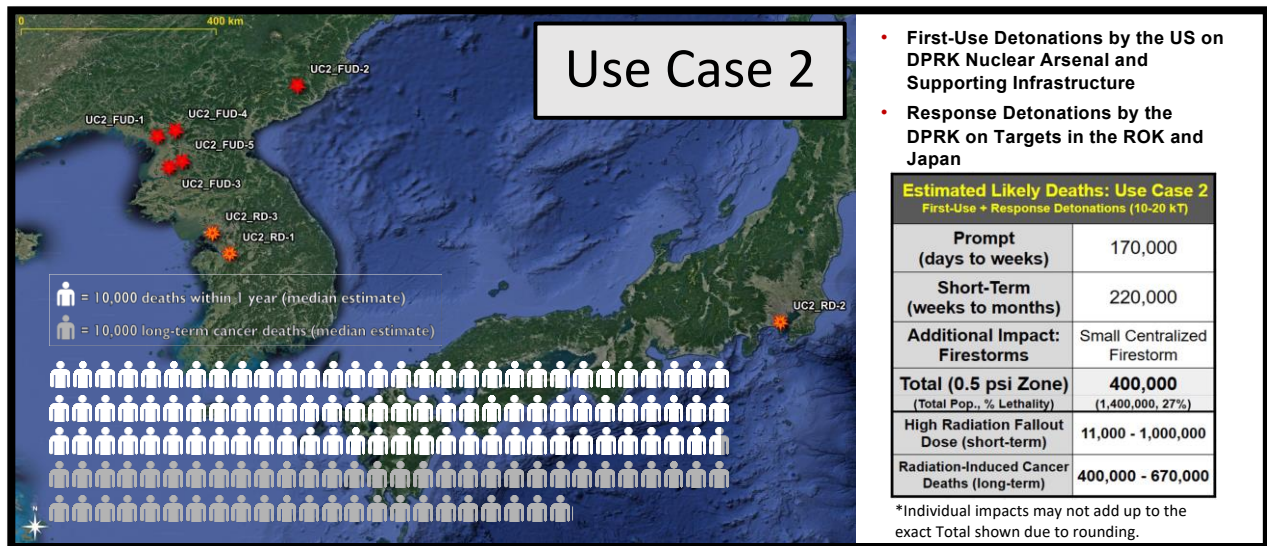 0
400 km
Use Case 2
UC2_FUD-2
UC2_FUD-4
UC2_FUD-1
UC2_FUD-5
UC2_FUD-3
UC2_RD-3
UC2_RD-1
UC2_RD-2
= 10,000 deaths within 1 year (median estimate)
= 10,000 long-term cancer deaths (median estimate)
N
• First-Use Detonations by the US on
DPRK Nuclear Arsenal and
Supporting Infrastructure
• Response Detonations by the
DPRK on Targets in the ROK and
Japan
Estimated Likely Deaths: Use Case 2
First-Use + Response Detonations (10-20 kT)
Prompt
(days to weeks)
170,000
Short-Term
(weeks to months)
220,000
Additional Impact:
Firestorms
Small Centralized
Firestorm
Total (0.5 psi Zone)
(Total Pop., % Lethality)
400,000
(1,400,000, 27%)
High Radiation Fallout
Dose (short-term)
11,000 - 1,000,000
Radiation-Induced Cancer
Deaths (long-term)
400,000 - 670,000
*Individual impacts may not add up to the
exact Total shown due to rounding.